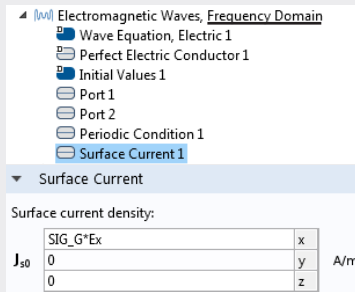 Electromagnetic Waves, Frequency Domain
Wave Equation, Electric 1
Perfect Electric Conductor 1
Initial Values 1
Port 1
Port 2
Periodic Condition 1
Surface Current 1
Surface Current
Surface current density:
SIG_G*Ex x
Js0 0 y A/m
0 z